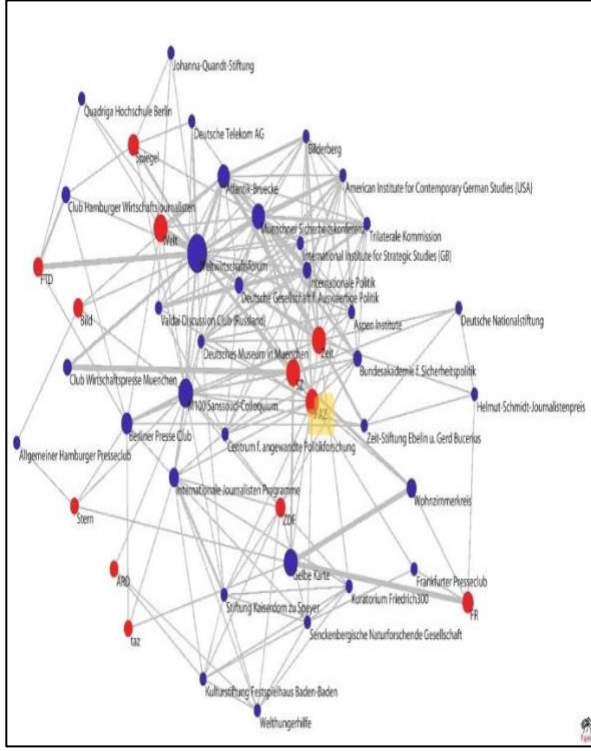 Johanna-Quandt-Stiftung
Quadriga Hochschule Berlin
Deutsche Telekom AG
Spiegel
Bilderberg
Atlantik-Bruecke
American Institute for Contemporary German Studies (USA)
Club Hamburger Wirtschaftsjournalisten
Muenchner Sicherheitskonferenz
Welt
Trilaterale Kommission
International Institute for Strategic Studies (GB)
Weltwirtschaftsforum
FTD
Internationale Politik
Deutsche Gesellschaft f. Auswaertige Politik
Bild
Valdai Discussion Club (Russland)
Aspen Institute
Deutsche Nationalstiftung
Deutsches Museum in Muenchen
Zeit
Club Wirtschaftspresse Muenchen
Bundesakademie f. Sicherheitspolitik
SZ
M100 Sanssouci-Colloquium
Helmut-Schmidt-Journalistenpreis
FAZ
Berliner Presse Club
Centrum f. angewandte Politikforschung
Zeit-Stiftung Ebelin u. Gerd Bucerius
Allgemeiner Hamburger Presseclub
Internationale Journalisten Programme
Wohnzimmerkreis
Stern
ZDF
Gelbe Karte
ARD
Frankfurter Presseclub
Kuratorium Friedrich300
Stiftung Kaiserdom zu Speyer
FR
taz
Senckenbergische Naturforschende Gesellschaft
Kulturstiftung Festspielhaus Baden-Baden
Welthungerhilfe